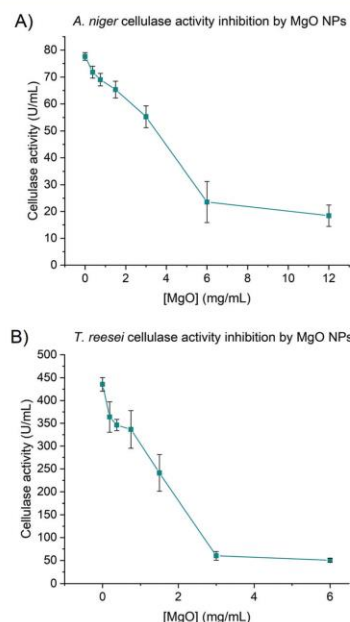 A) A. niger cellulase activity inhibition by MgO NPs
Cellulase activity (U/mL)
80
70
60
50
40
30
20
10
0
0 2 4 6 8 10 12
[MgO] (mg/mL)
B) T. reesei cellulase activity inhibition by MgO NPs
Cellulase activity (U/mL)
500
450
400
350
300
250
200
150
100
50
0
0 2 4 6
[MgO] (mg/mL)